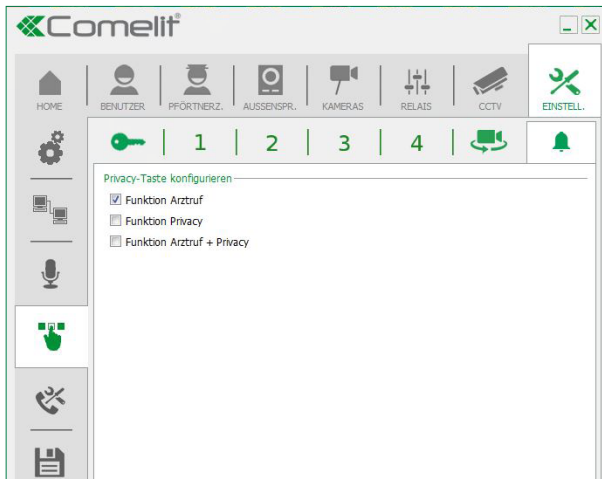 Comelit®
HOME BENUTZER PFÖRTNERZ. AUSSENSPR. KAMERAS RELAIS CCTV EINSTELL.
1 2 3 4
Privacy-Taste konfigurieren
Funktion Arztruf
Funktion Privacy
Funktion Arztruf + Privacy